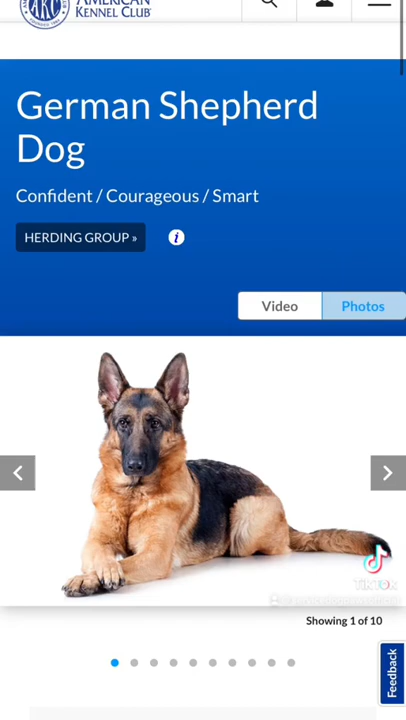 AKC
AMERICAN
KENNEL CLUB
German Shepherd
Dog
Confident / Courageous / Smart
HERDING GROUP »
i
Video
Photos
TIKTOK
Showing 1 of 10
Feedback